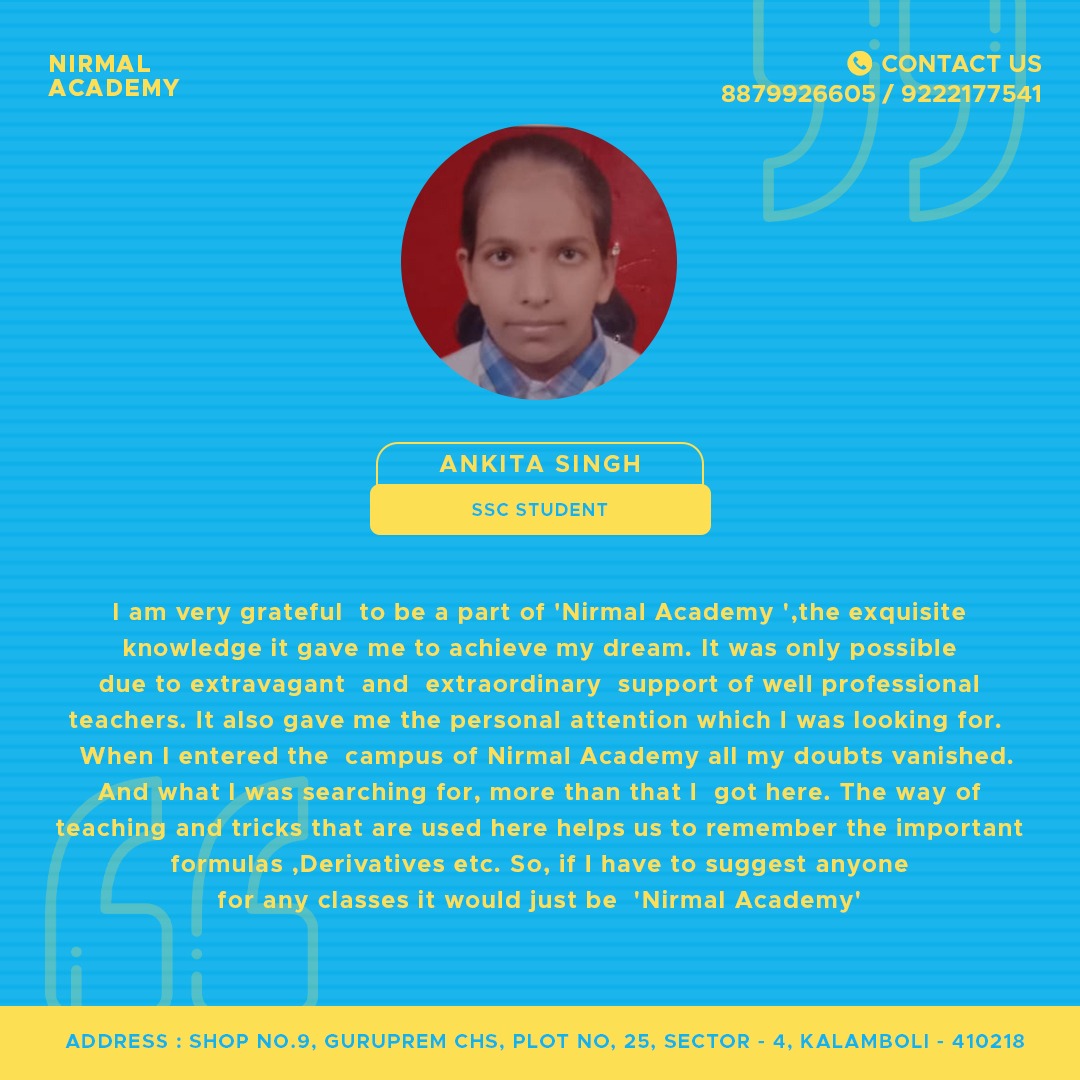 NIRMAL
ACADEMY
CONTACT US
8879926605 / 9222177541
ANKITA SINGH
SSC STUDENT
I am very grateful  to be a part of 'Nirmal Academy ',the exquisite
knowledge it gave me to achieve my dream. It was only possible
due to extravagant  and  extraordinary  support of well professional
teachers. It also gave me the personal attention which I was looking for.
When I entered the  campus of Nirmal Academy all my doubts vanished.
And what I was searching for, more than that I  got here. The way of
teaching and tricks that are used here helps us to remember the important
formulas ,Derivatives etc. So, if I have to suggest anyone
for any classes it would just be  'Nirmal Academy'
ADDRESS : SHOP NO.9, GURUPREM CHS, PLOT NO, 25, SECTOR - 4, KALAMBOLI - 410218